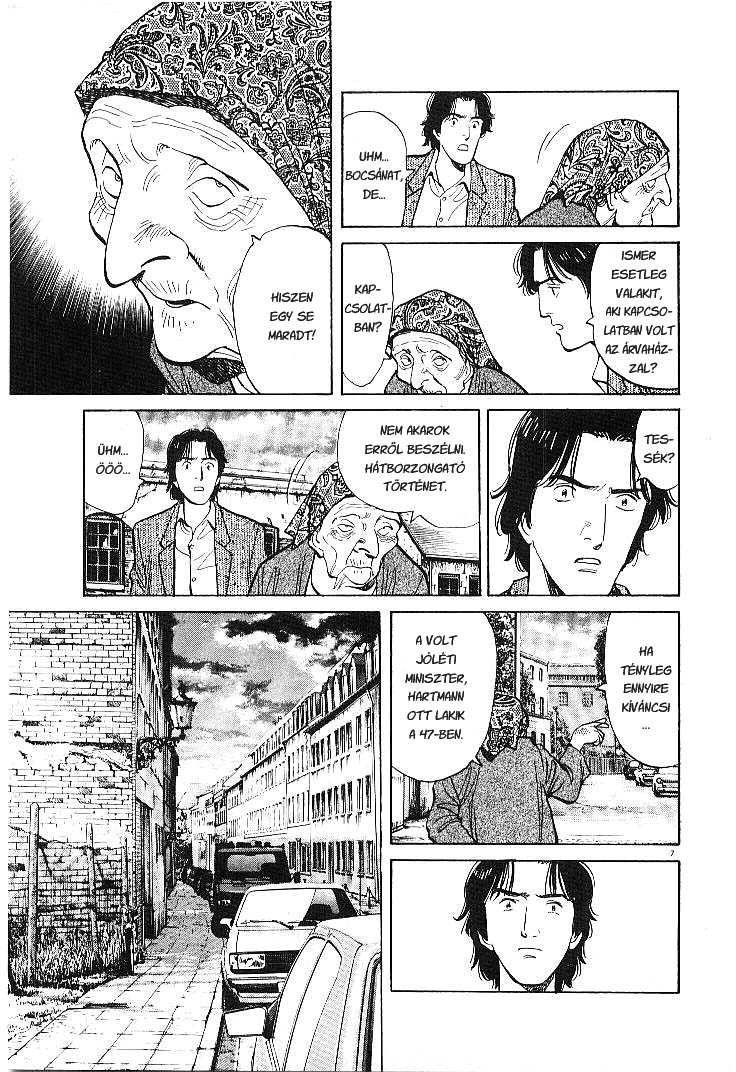 UHM...
BOCSÁNAT,
DE...
ISMER
ESETLEG
VALAKIT,
AKI KAPCSO-
LATBAN VOLT
AZ ÁRVAHÁZ-
ZAL?
KAP-
CSOLAT-
BAN?
HISZEN
EGY SE
MARADT!
TES-
SÉK?
NEM AKAROK
ERRŐL BESZÉLNI.
HÁTBORZONGATÓ
TÖRTÉNET.
ÜHM...
ÖÖÖ...
HA
TÉNYLEG
ENNYIRE
KÍVÁNCSI
...
A VOLT
JÓLÉTI
MINISZTER,
HARTMANN
OTT LAKIK
A 47-BEN.
7